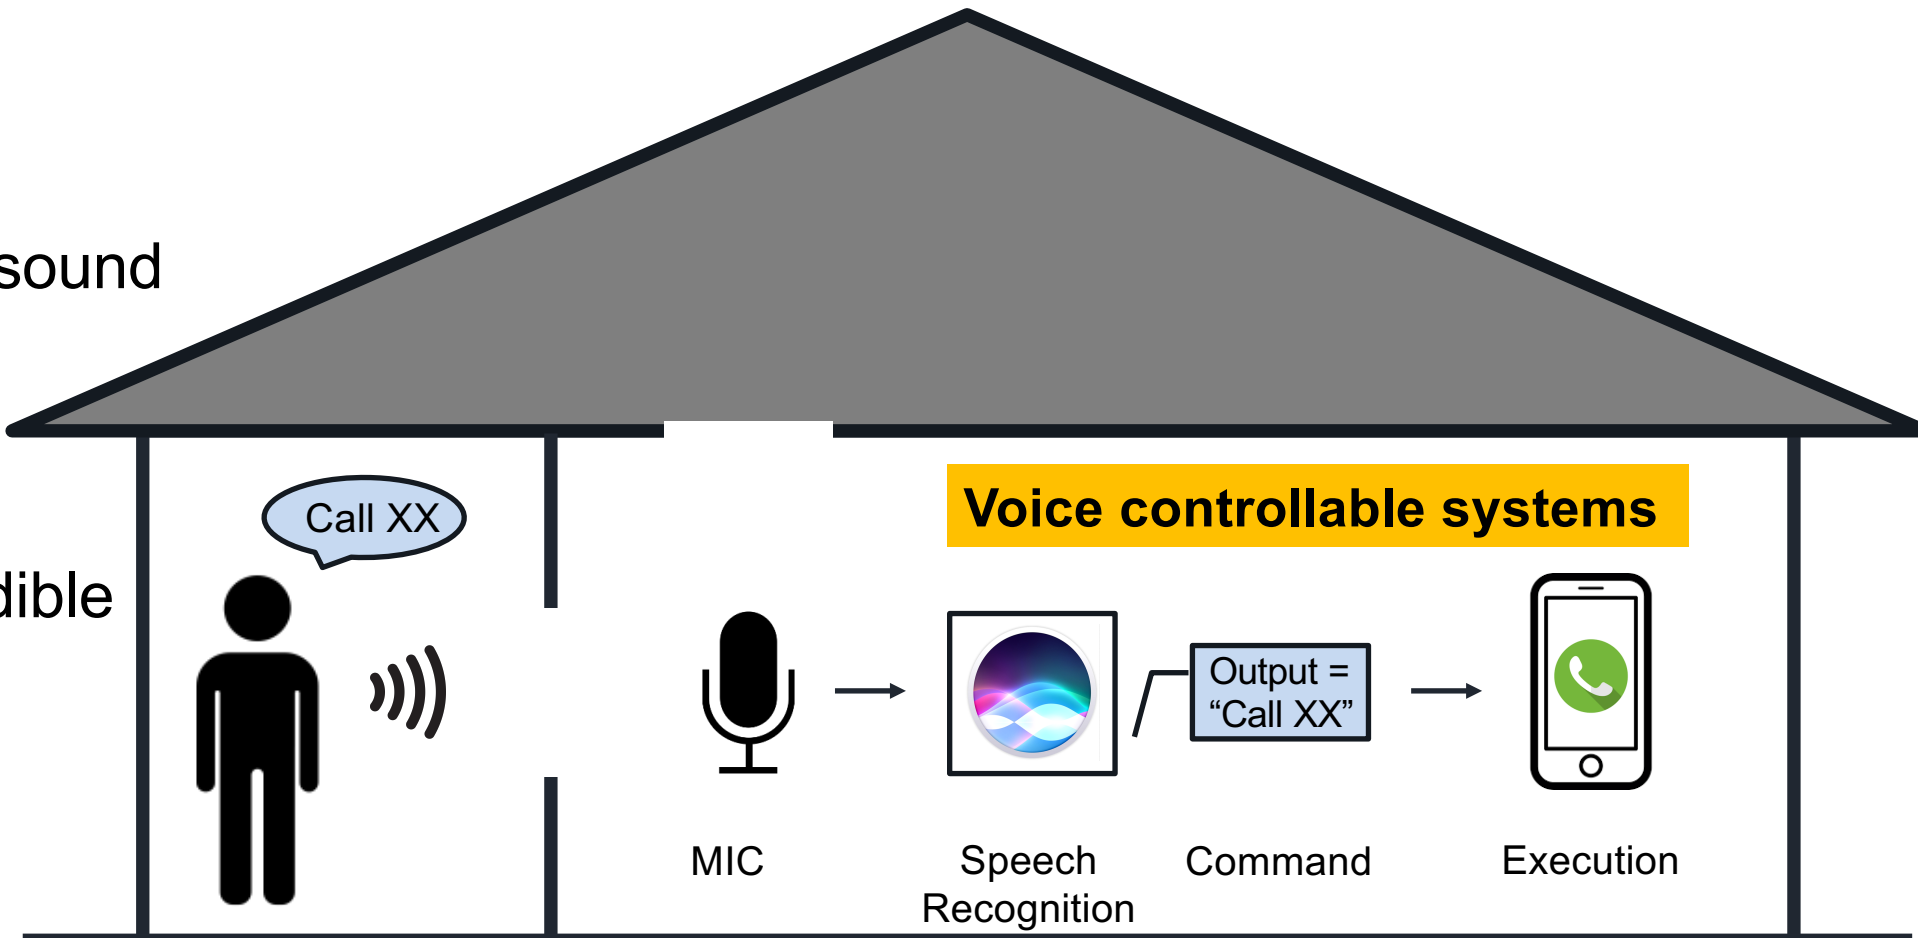 sound
Call XX
Voice controllable systems
dible
Output =
“Call XX”
MIC
Speech
Recognition
Command
Execution